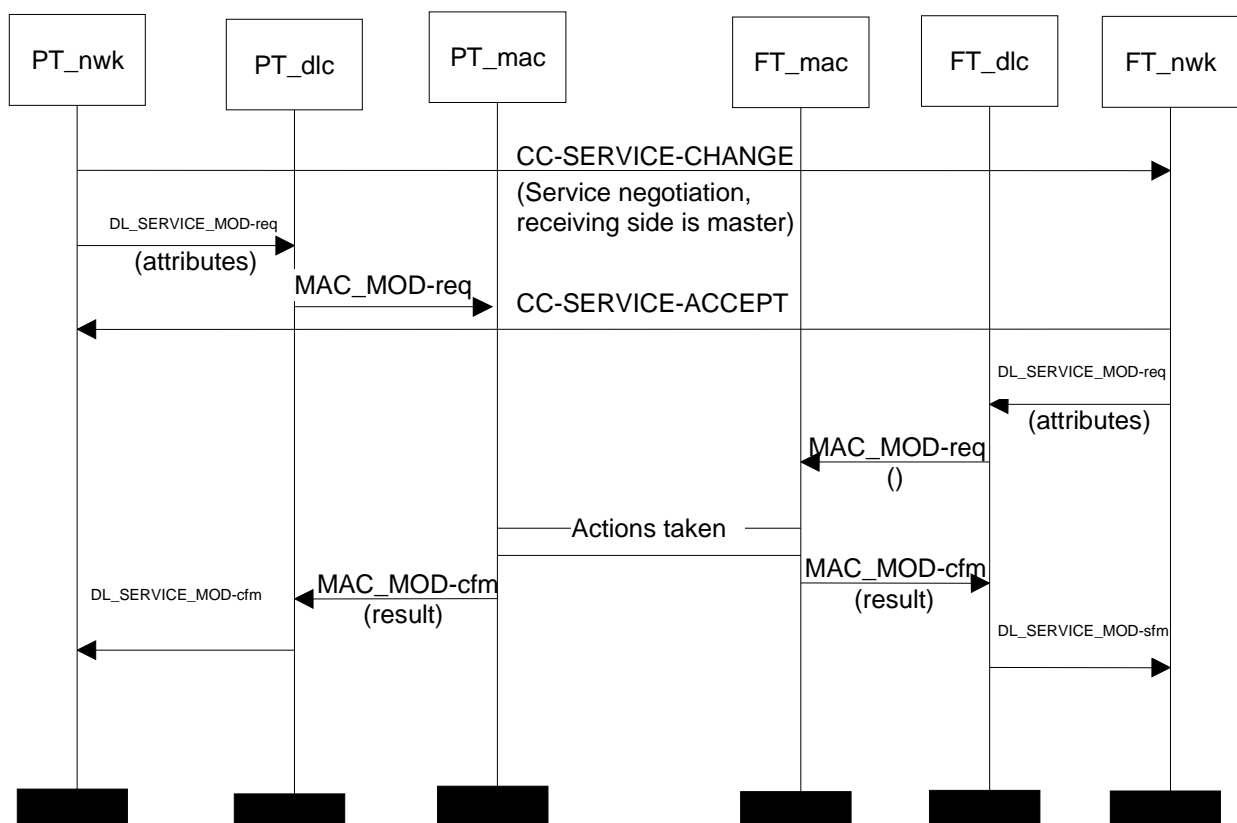 PT_nwk
PT_dlc
PT_mac
FT_mac
FT_dlc
FT_nwk
CC-SERVICE-CHANGE
(Service negotiation,
receiving side is master)
DL_SERVICE_MOD-req
(attributes)
MAC_MOD-req
CC-SERVICE-ACCEPT
DL_SERVICE_MOD-req
(attributes)
MAC_MOD-req
()
Actions taken
MAC_MOD-cfm
(result)
MAC_MOD-cfm
(result)
DL_SERVICE_MOD-cfm
DL_SERVICE_MOD-sfm